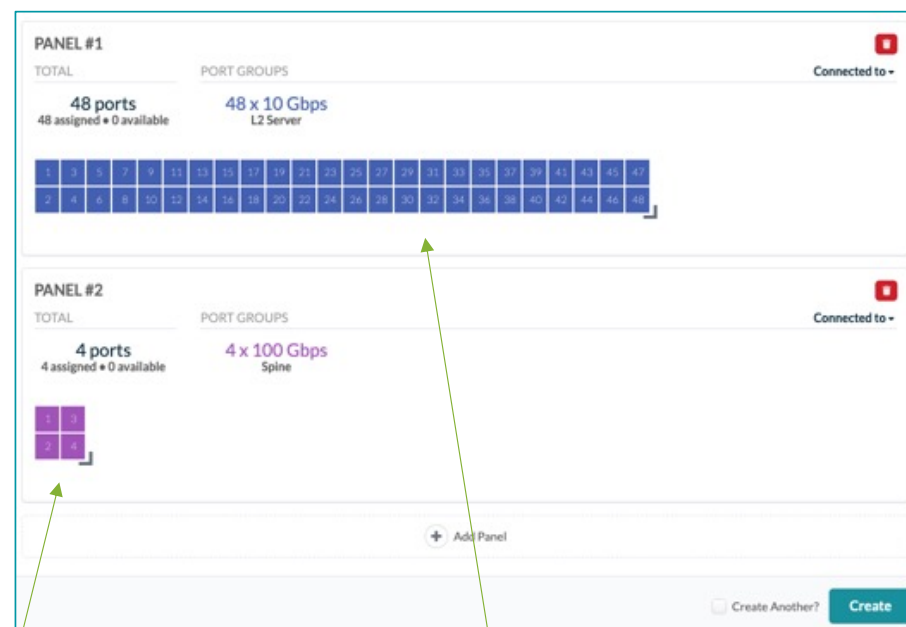 PANEL #1
TOTAL PORT GROUPS Connected to
48 ports 48 x 10 Gbps
48 assigned • 0 available L2 Server
1 3 5 7 9 11 13 15 17 19 21 23 25 27 29 31 33 35 37 39 41 43 45 47
2 4 6 8 10 12 14 16 18 20 22 24 26 28 30 32 34 36 38 40 42 44 46 48
PANEL #2
TOTAL PORT GROUPS Connected to
4 ports 4 x 100 Gbps
4 assigned • 0 available Spine
1 3
2 4
+ Add Panel
Create Another? Create